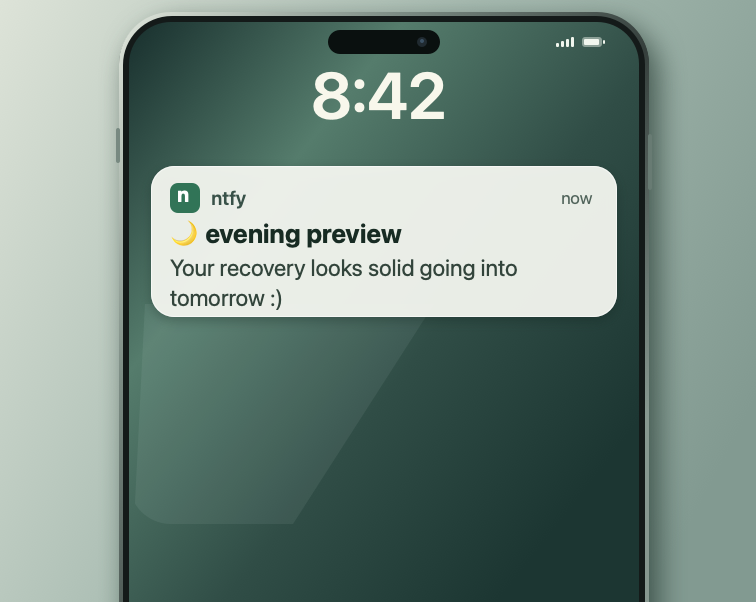 8:42
n ntfy now
🌙 evening preview
Your recovery looks solid going into
tomorrow :)